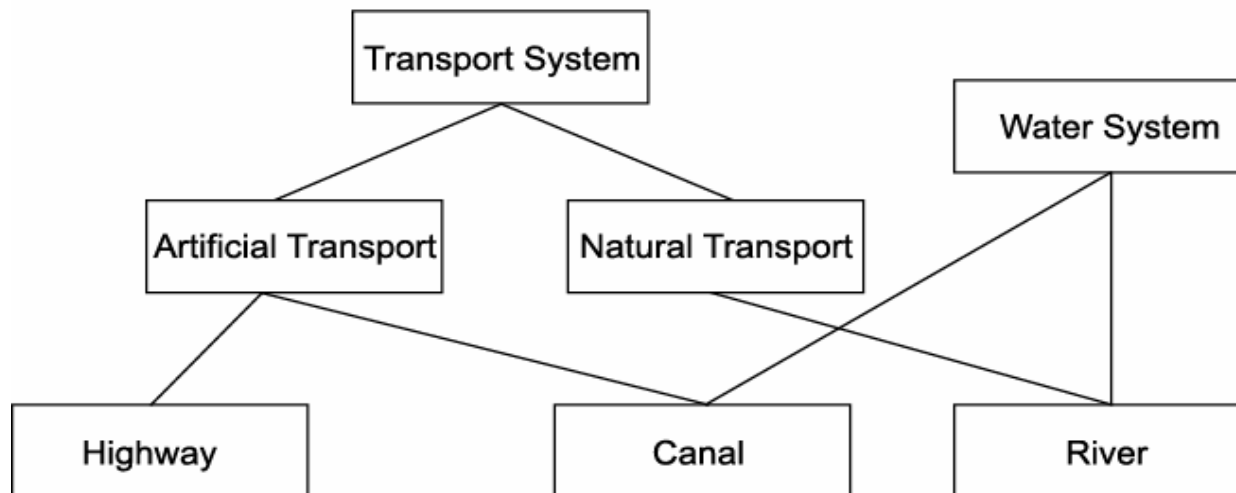 Transport System
Water System
Artificial Transport
Natural Transport
Highway
Canal
River